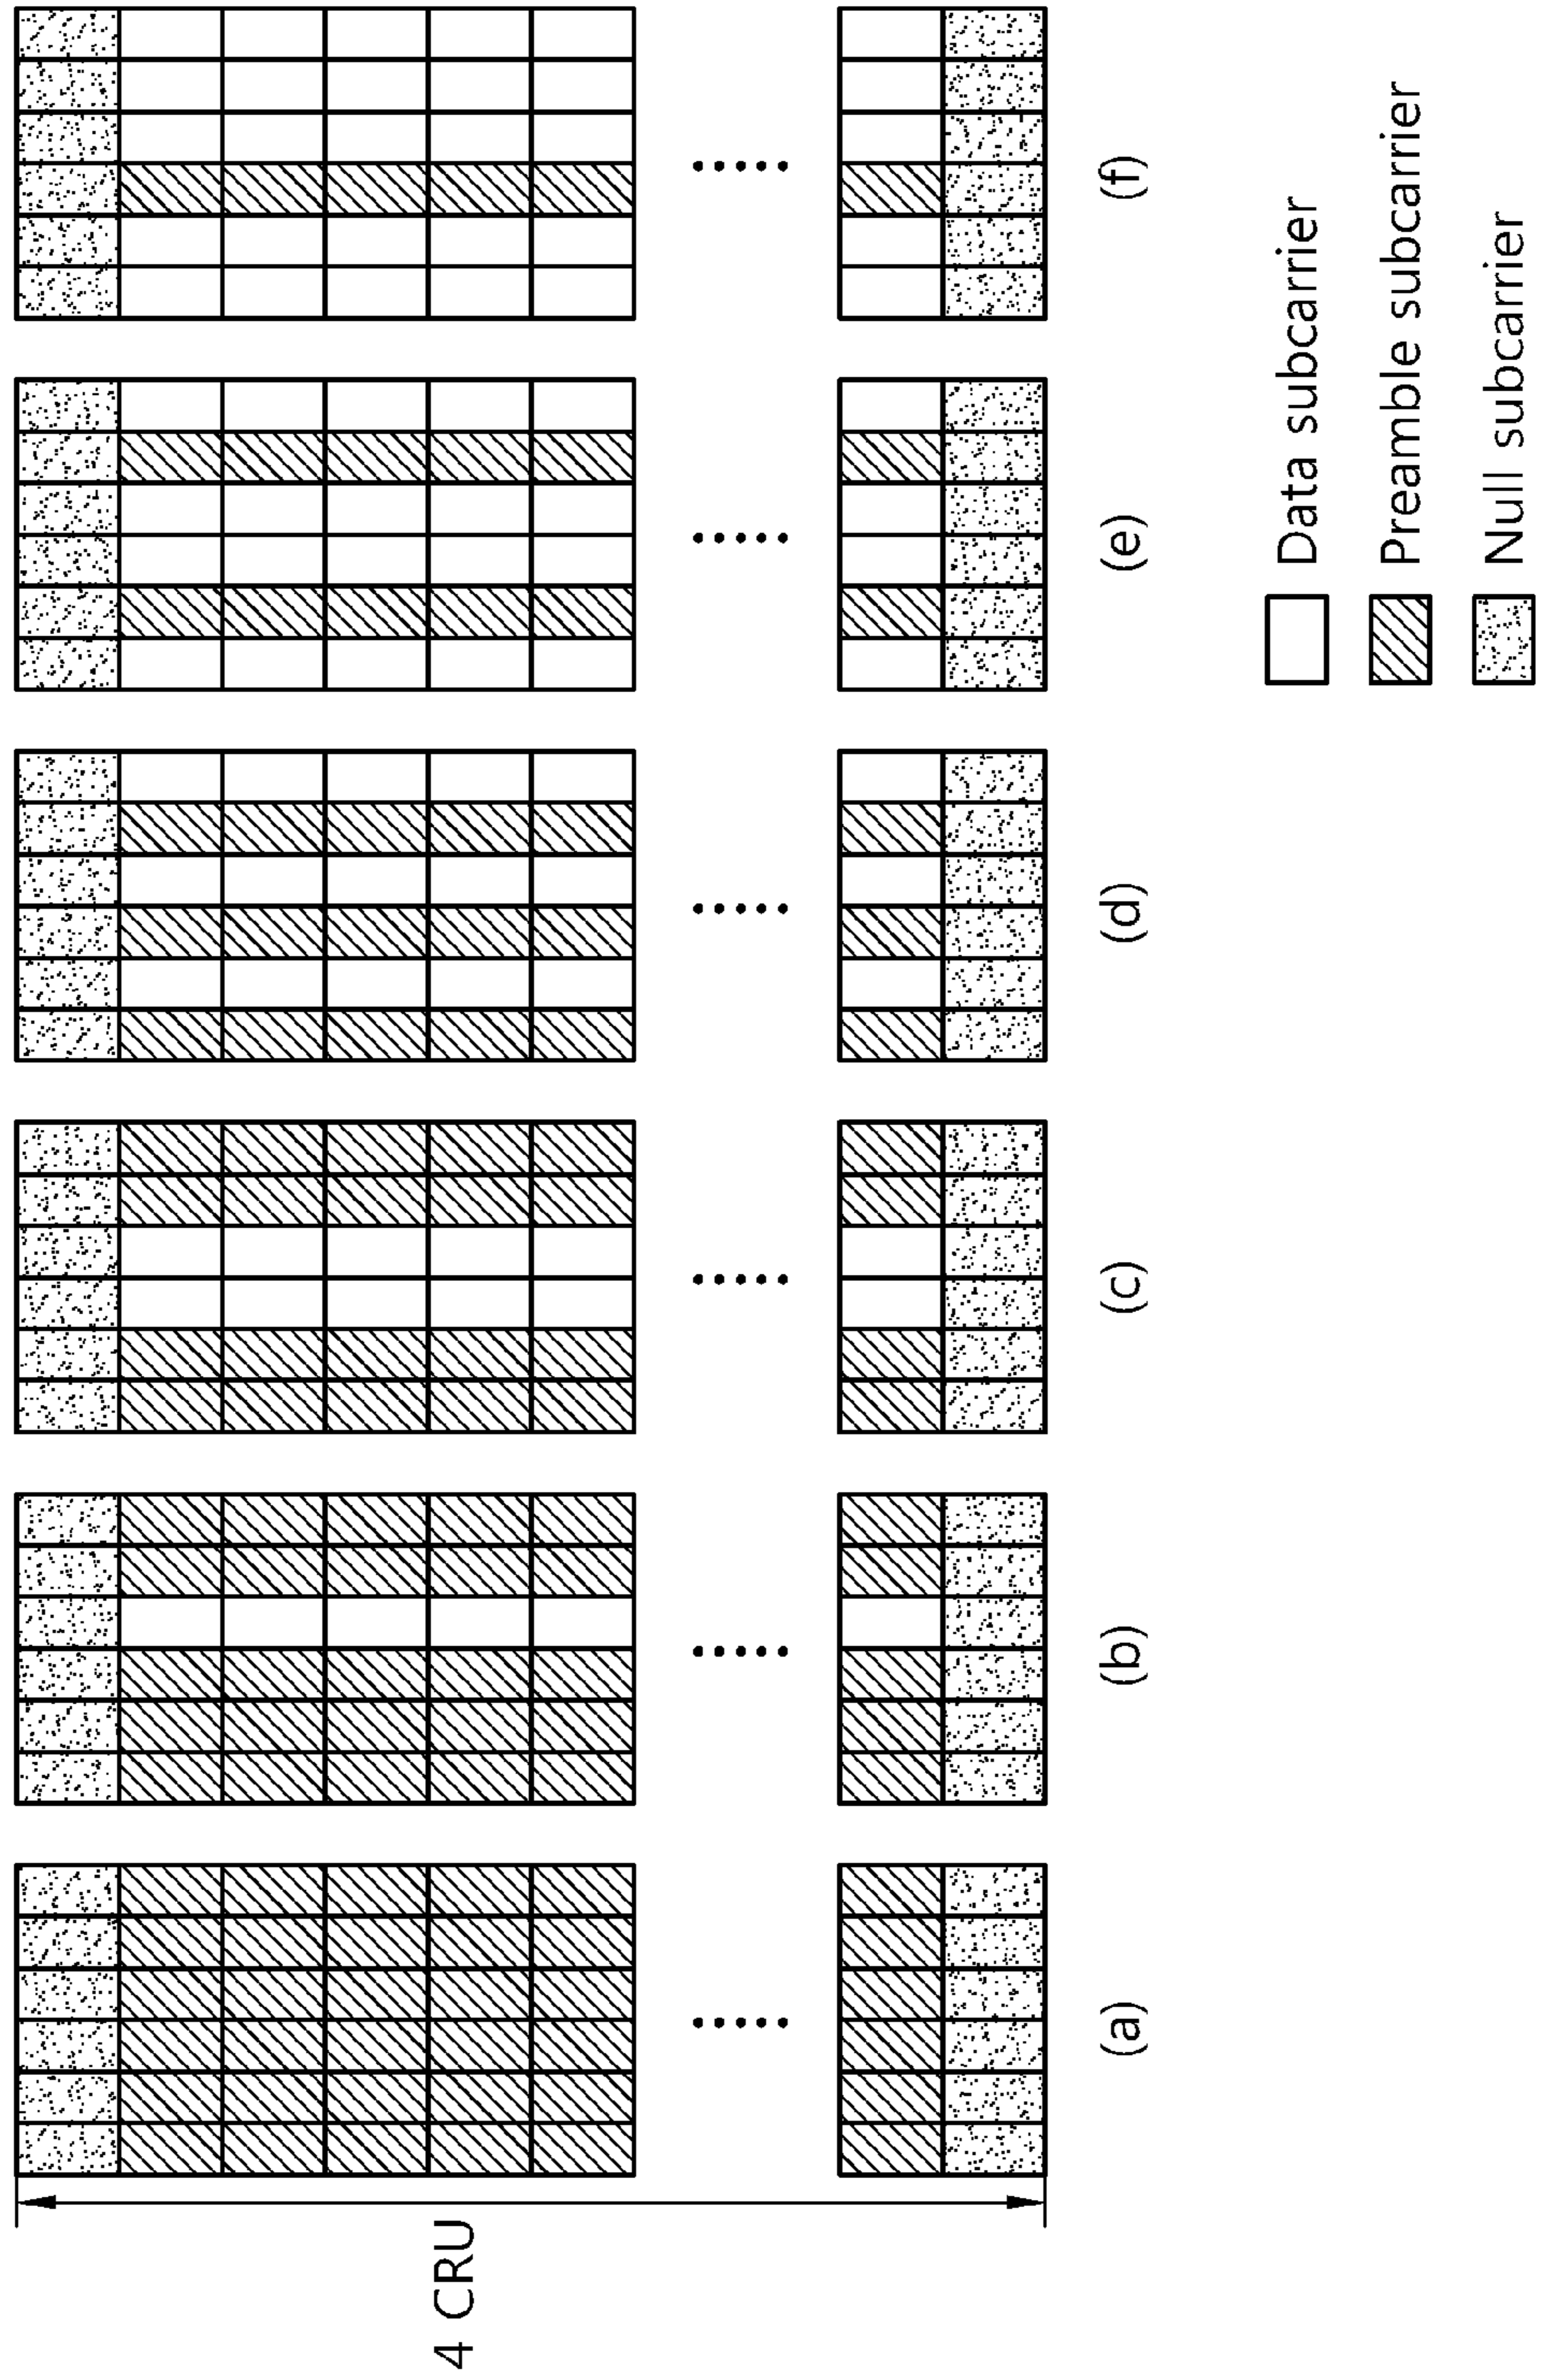 4 CRU
(a)
(b)
(c)
(d)
(e)
(f)
Data subcarrier
Preamble subcarrier
Null subcarrier